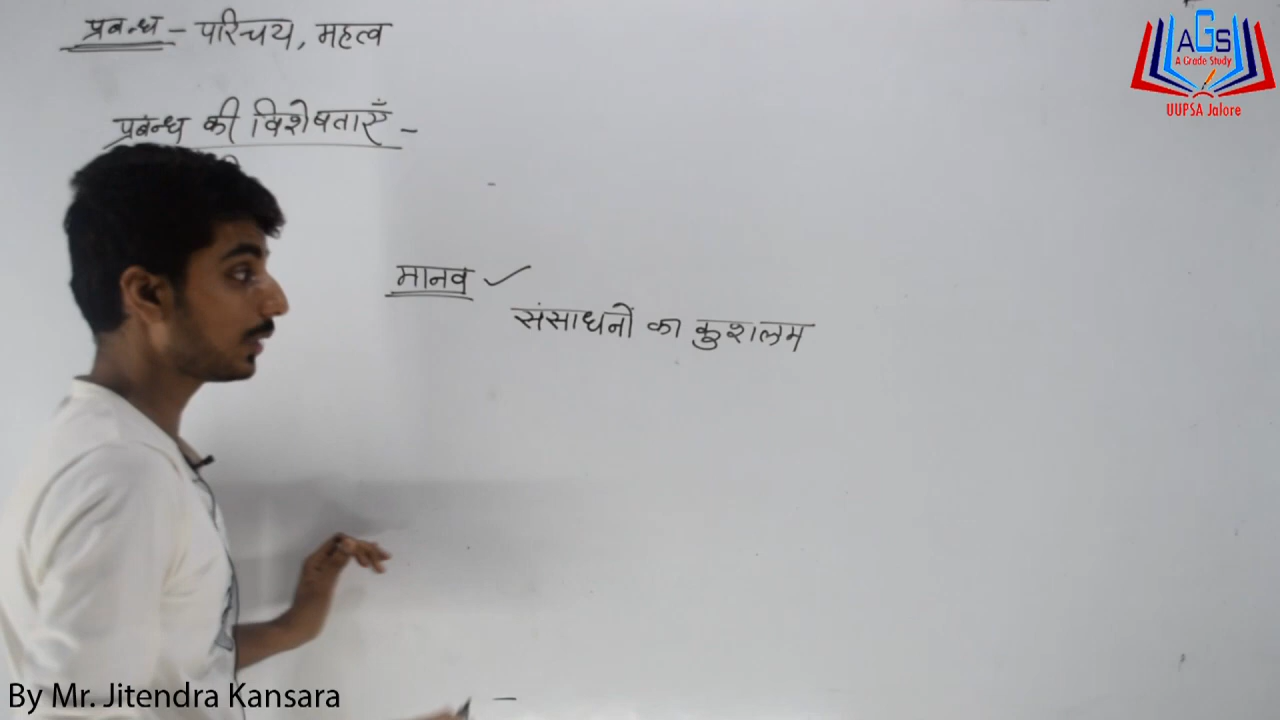 प्रबन्ध - परिचय, महत्व
AGS
A Grade Study
UUPSA Jalore
प्रबन्ध की विशेषताएँ -
मानव ✓
संसाधनों का कुशलम
By Mr. Jitendra Kansara